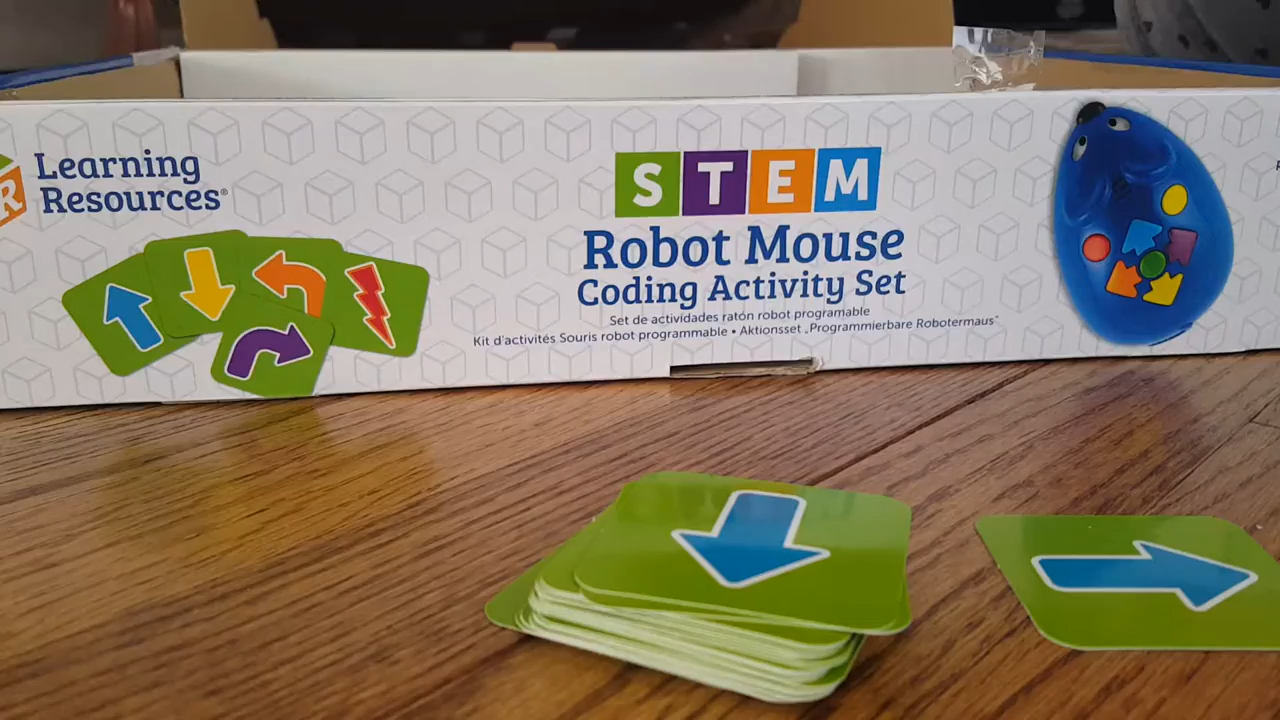 Learning
Resources®
STEM
Robot Mouse
Coding Activity Set
Set de actividades ratón robot programable
Kit d'activités Souris robot programmable • Aktionsset „Programmierbare Robotermaus"